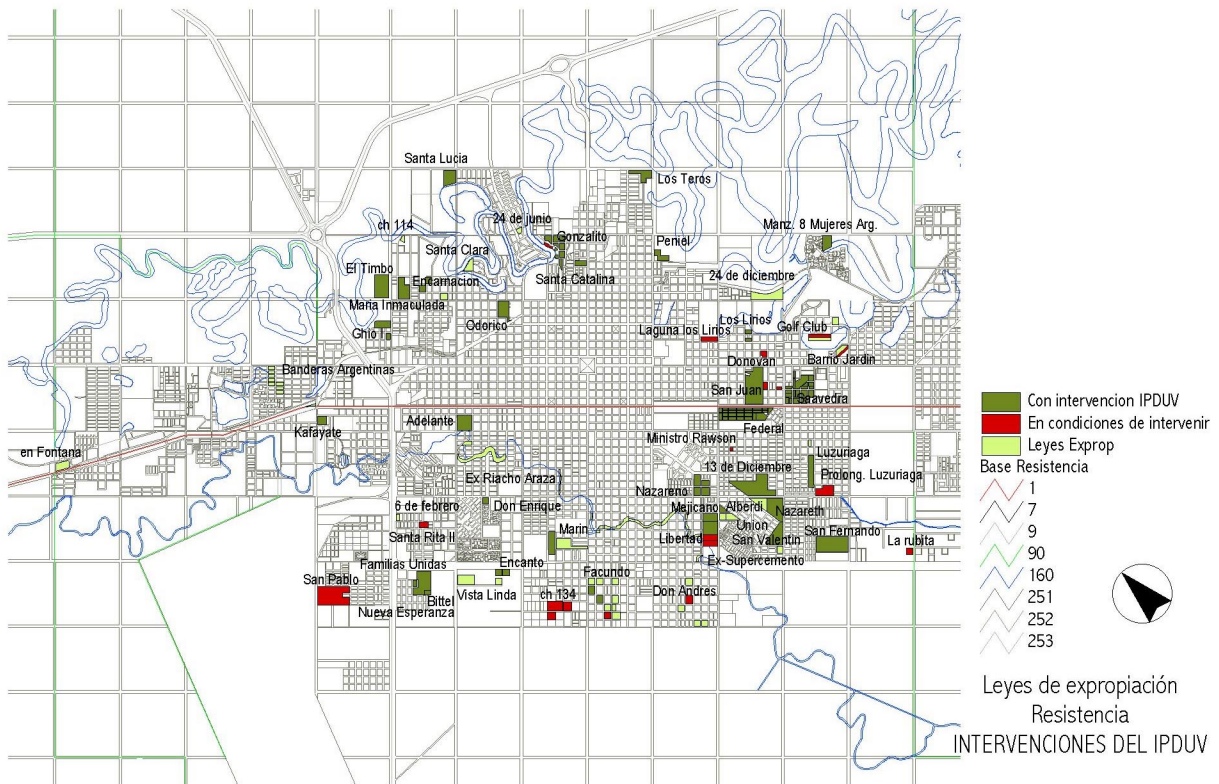 Santa Lucia
Los Teros
24 de junio
ch 114
Gonzalito
Manz. 8 Mujeres Arg.
Santa Clara
Peniel
El Timbo
Encarnacion
Santa Catalina
24 de diciembre
Maria Inmaculada
Odorico
Los Lirios
Golf Club
Ghio I
Laguna los Lirios
Donovan
Barrio Jardin
Banderas Argentinas
San Juan
Saavedra
Adelante
Kafayate
Federal
Ministro Rawson
en Fontana
Luzuriaga
13 de Diciembre
Prolong. Luzuriaga
Ex Riacho Araza
Nazareno
6 de febrero
Don Enrique
Mejicano
Alberdi
Nazareth
Union
Marin
San Fernando
Santa Rita II
Libertad
San Valentin
La rubita
Ex-Supercemento
Familias Unidas
Encanto
Facundo
San Pablo
Bittel
Vista Linda
ch 134
Don Andres
Nueva Esperanza
Con intervencion IPDUV
En condiciones de intervenir
Leyes Exprop
Base Resistencia
1
7
9
90
160
251
252
253
Leyes de expropiación
Resistencia
INTERVENCIONES DEL IPDUV